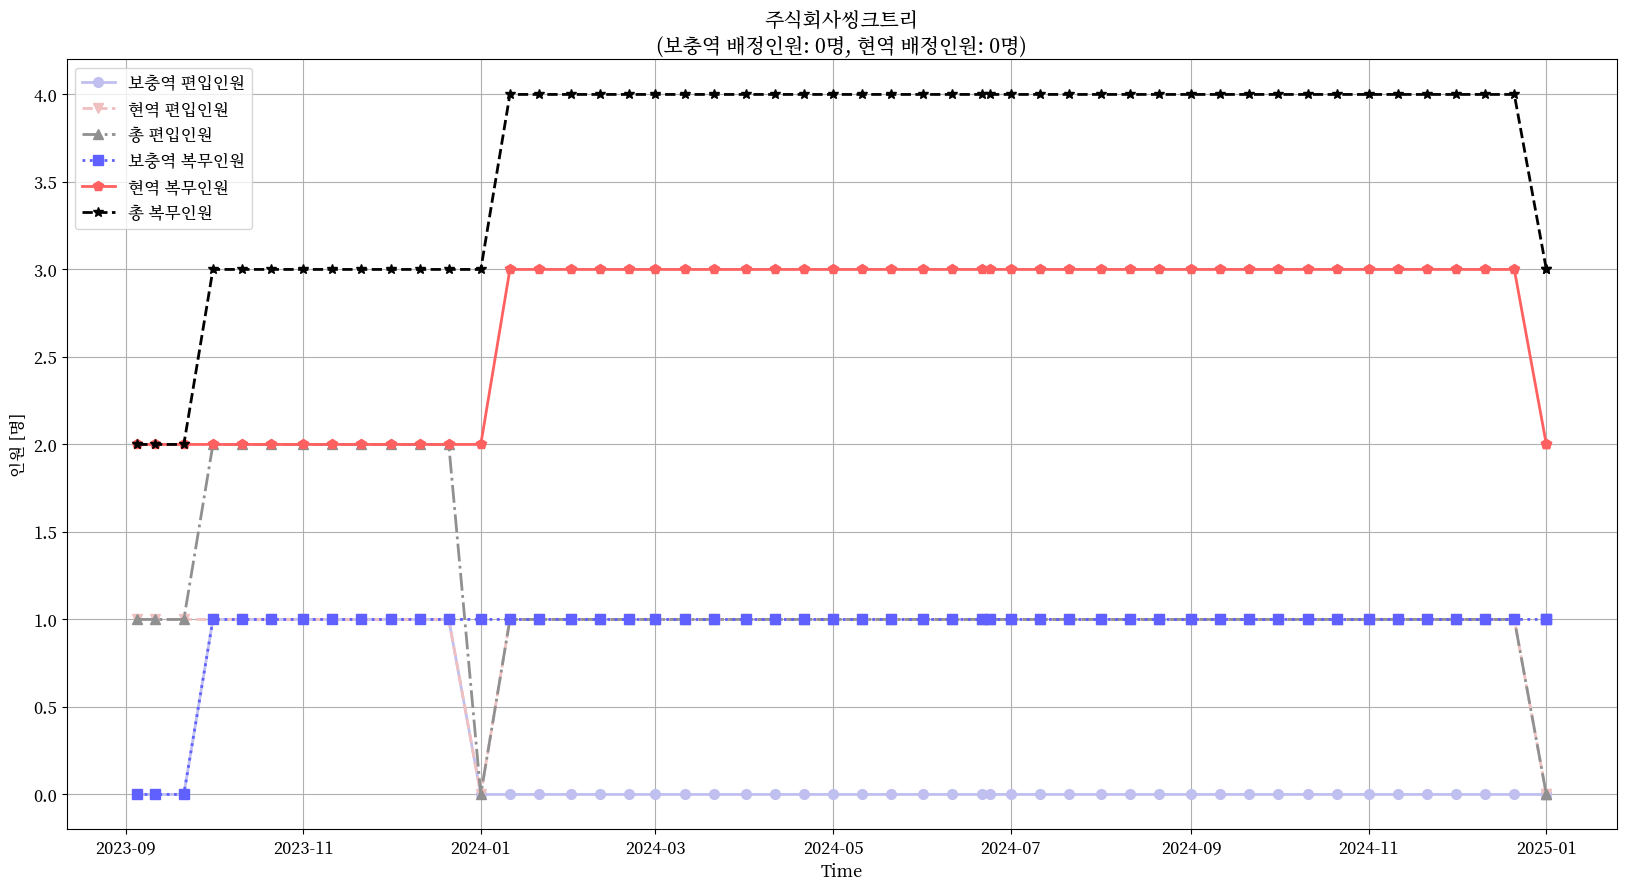 주식회사씽크트리
(보충역 배정인원: 0명, 현역 배정인원: 0명)
보충역 편입인원
현역 편입인원
총 편입인원
보충역 복무인원
현역 복무인원
총 복무인원
인원 [명]
4.0
3.5
3.0
2.5
2.0
1.5
1.0
0.5
0.0
2023-09
2023-11
2024-01
2024-03
2024-05
2024-07
2024-09
2024-11
2025-01
Time